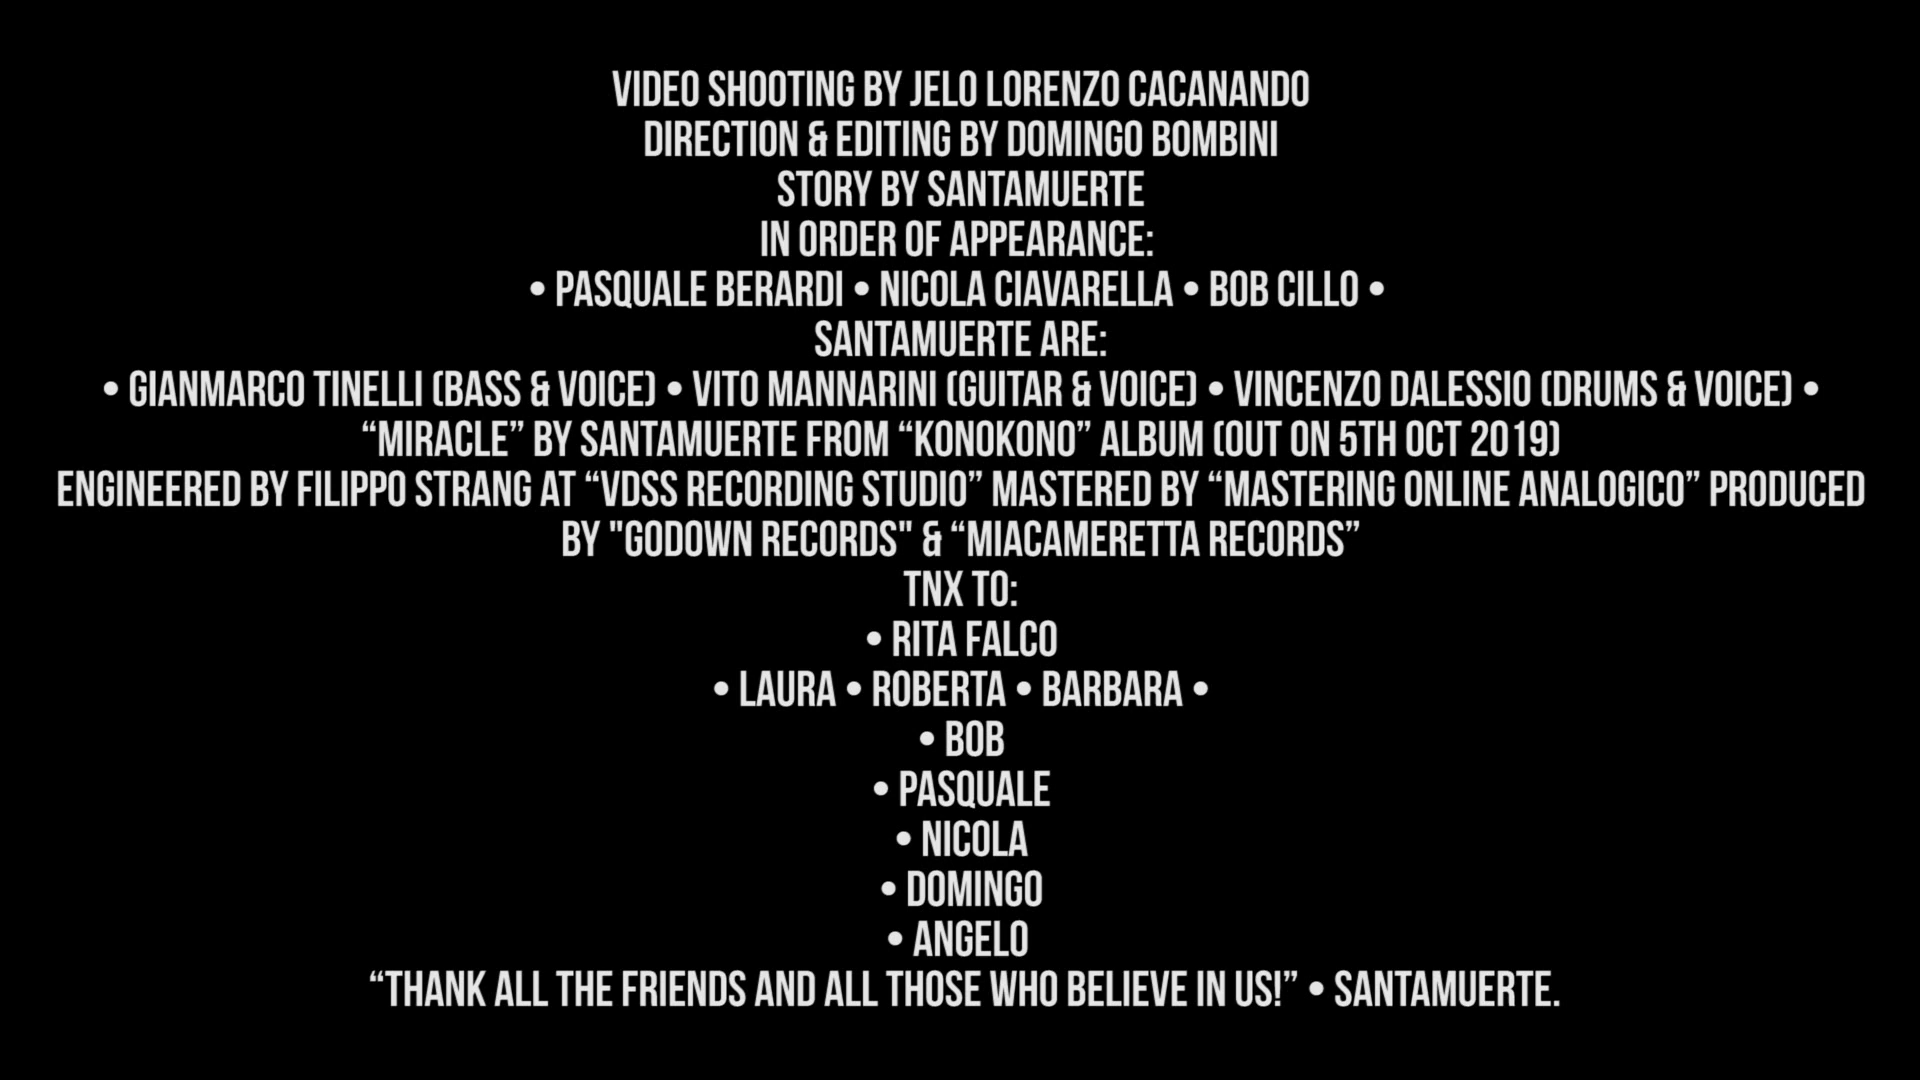 VIDEO SHOOTING BY JELO LORENZO CACANANDO
DIRECTION & EDITING BY DOMINGO BOMBINI
STORY BY SANTAMUERTE
IN ORDER OF APPEARANCE:
• PASQUALE BERARDI • NICOLA CIAVARELLA • BOB CILLO •
SANTAMUERTE ARE:
• GIANMARCO TINELLI (BASS & VOICE) • VITO MANNARINI (GUITAR & VOICE) • VINCENZO DALESSIO (DRUMS & VOICE) •
“MIRACLE” BY SANTAMUERTE FROM “KONOKONO” ALBUM (OUT ON 5TH OCT 2019)
ENGINEERED BY FILIPPO STRANG AT “VDSS RECORDING STUDIO” MASTERED BY “MASTERING ONLINE ANALOGICO” PRODUCED
BY "GODOWN RECORDS" & “MIACAMERETTA RECORDS”
TNX TO:
• RITA FALCO
• LAURA • ROBERTA • BARBARA •
• BOB
• PASQUALE
• NICOLA
• DOMINGO
• ANGELO
“THANK ALL THE FRIENDS AND ALL THOSE WHO BELIEVE IN US!” • SANTAMUERTE.